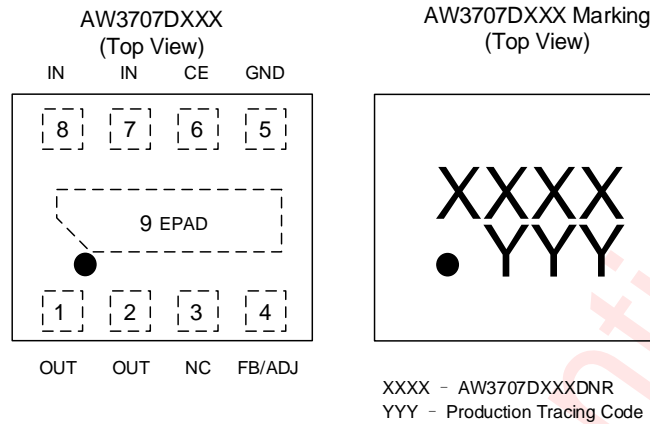 AW3707DXXX
(Top View)
IN IN CE GND
8 7 6 5
9 EPAD
1 2 3 4
OUT OUT NC FB/ADJ
AW3707DXXX Marking
(Top View)
XXXX
YYY
XXXX – AW3707DXXXDNR
YYY – Production Tracing Code